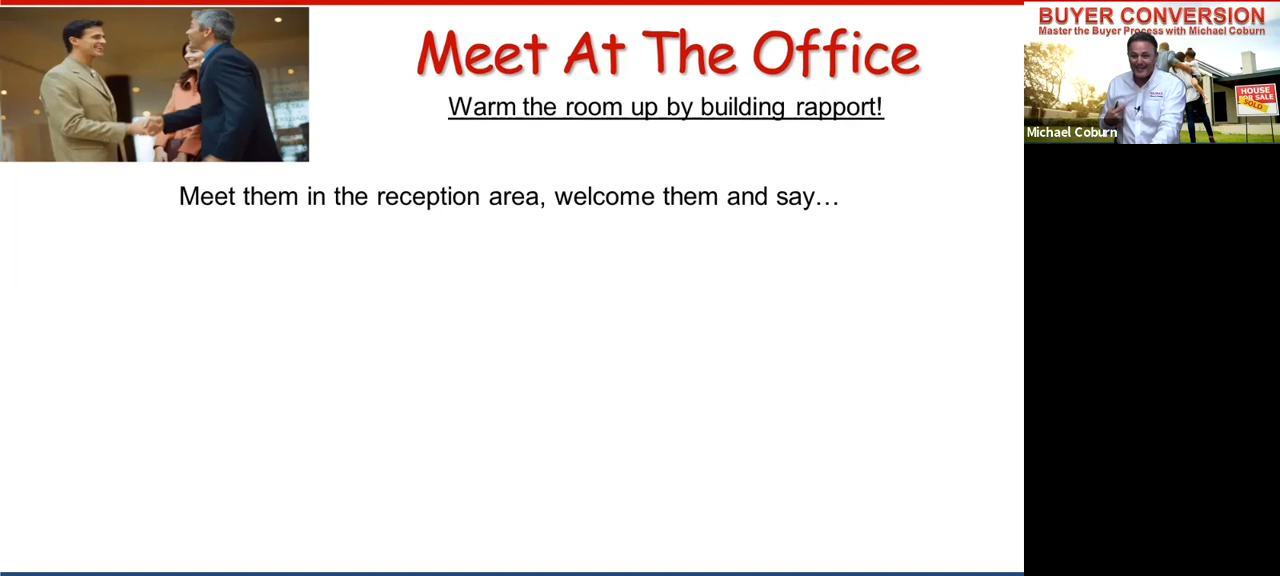 Meet At The Office
Warm the room up by building rapport!
Meet them in the reception area, welcome them and say…
BUYER CONVERSION
Master the Buyer Process with Michael Coburn
HOUSE
FOR SALE
SOLD
Michael Coburn